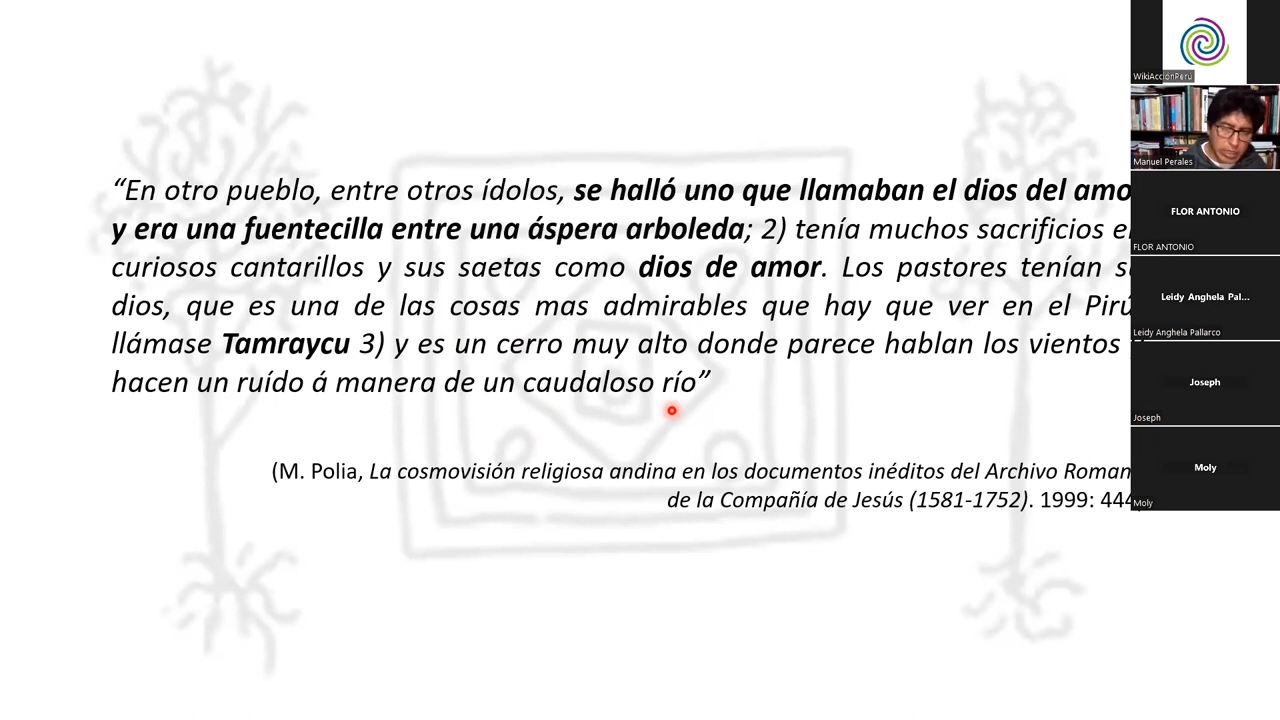 “En otro pueblo, entre otros ídolos, se halló uno que llamaban el dios del amo
y era una fuentecilla entre una áspera arboleda; 2) tenía muchos sacrificios e
curiosos cantarillos y sus saetas como dios de amor. Los pastores tenían s
dios, que es una de las cosas mas admirables que hay que ver en el Pirú
llámase Tamraycu 3) y es un cerro muy alto donde parece hablan los vientos
hacen un ruído á manera de un caudaloso río”
(M. Polia, La cosmovisión religiosa andina en los documentos inéditos del Archivo Roman
de la Compañía de Jesús (1581-1752). 1999: 444
WikiAcciónPerú
Manuel Perales
FLOR ANTONIO
FLOR ANTONIO
Leidy Anghela Pal...
Leidy Anghela Pallarco
Joseph
Joseph
Moly
Moly